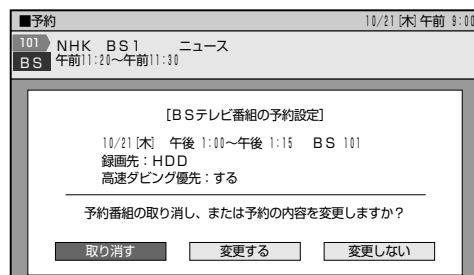 ■予約 10/21[木]午前 9:00
101 NHK BS1 ニュース
BS 午前11:20～午前11:30
[BSテレビ番組の予約設定]
10/21[木] 午後 1:00～午後 1:15 BS 101
録画先：HDD
高速ダビング優先：する
予約番組の取り消し、または予約の内容を変更しますか？
取り消す 変更する 変更しない